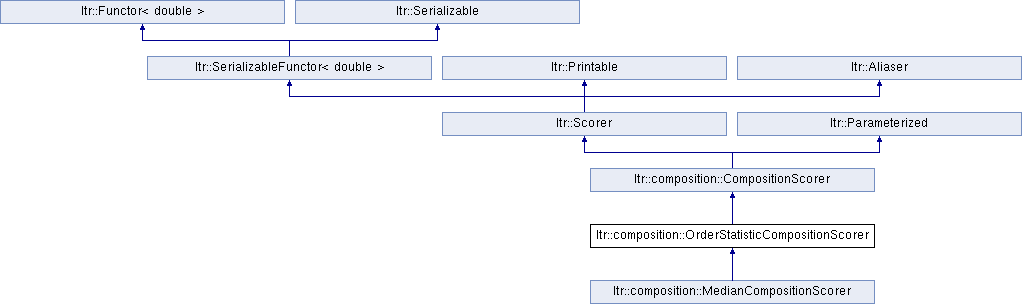 ltr::Functor< double >
ltr::Serializable
ltr::SerializableFunctor< double >
ltr::Printable
ltr::Aliaser
ltr::Scorer
ltr::Parameterized
ltr::composition::CompositionScorer
ltr::composition::OrderStatisticCompositionScorer
ltr::composition::MedianCompositionScorer